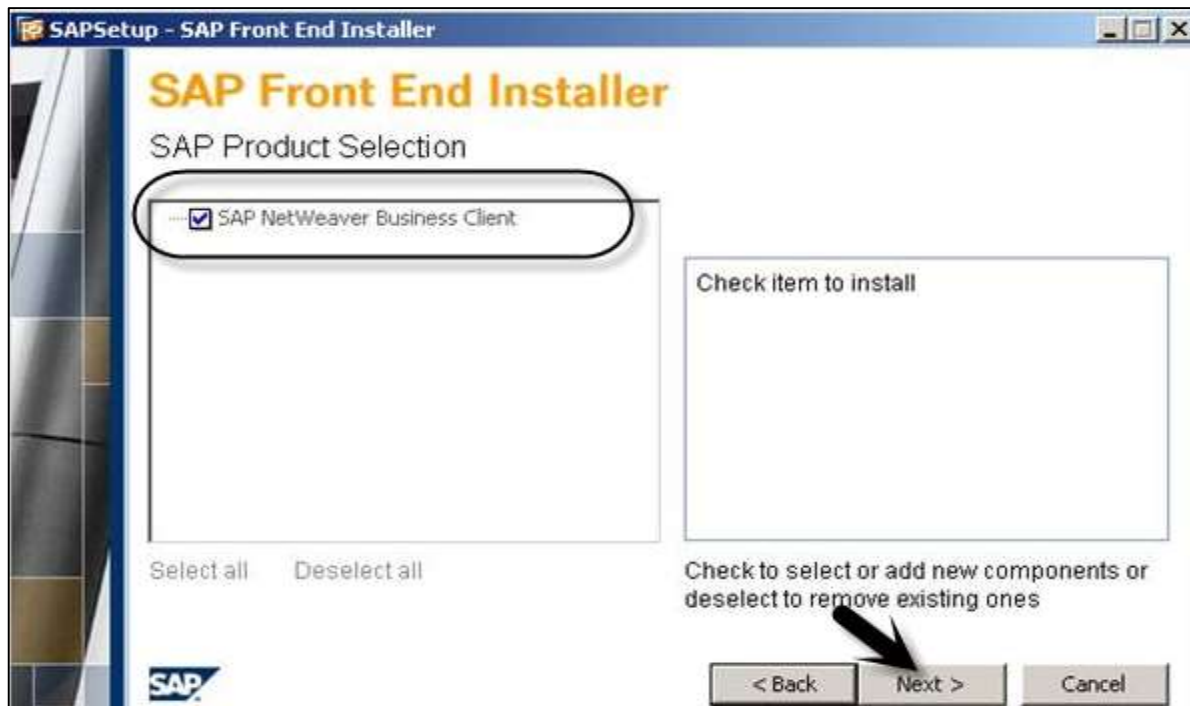 SAPSetup - SAP Front End Installer
SAP Front End Installer
SAP Product Selection
SAP NetWeaver Business Client
Check item to install
Select all Deselect all
Check to select or add new components or
deselect to remove existing ones
SAP
< Back Next > Cancel